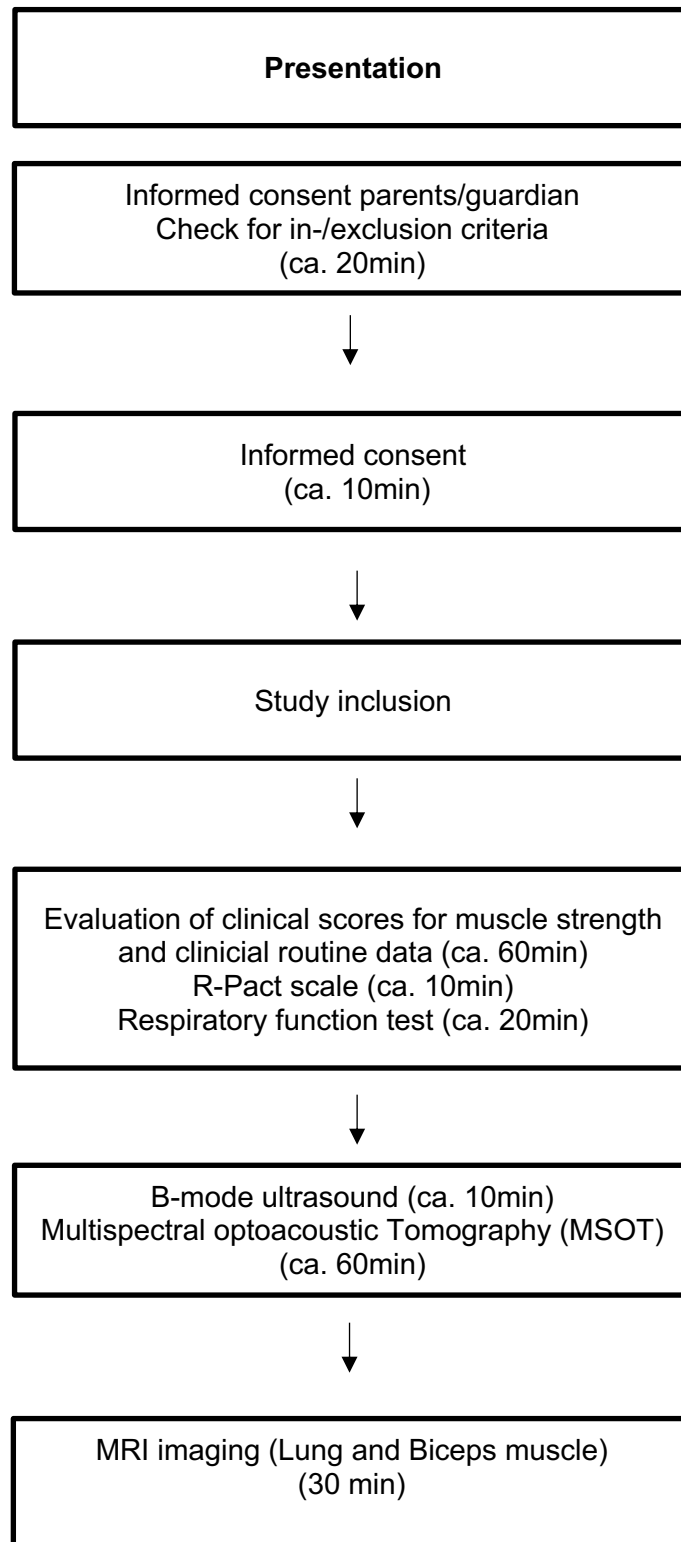 Presentation
Informed consent parents/guardian
Check for in-/exclusion criteria
(ca. 20min)
Informed consent
(ca. 10min)
Study inclusion
Evaluation of clinical scores for muscle strength
and clinicial routine data (ca. 60min)
R-Pact scale (ca. 10min)
Respiratory function test (ca. 20min)
B-mode ultrasound (ca. 10min)
Multispectral optoacoustic Tomography (MSOT)
(ca. 60min)
MRI imaging (Lung and Biceps muscle)
(30 min)